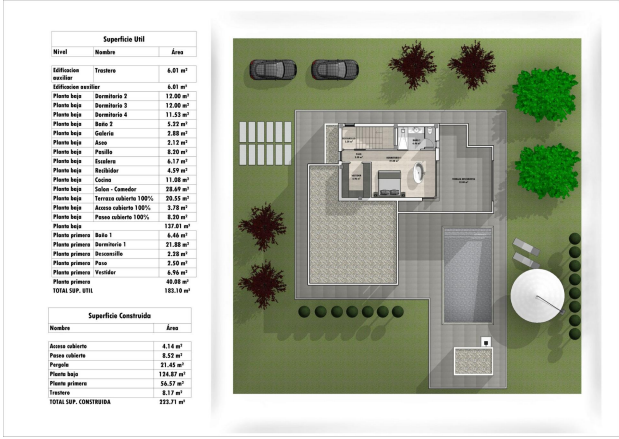 Superficie Util
Nivel Nombre Área
Edificacion auxiliar Trastero 6.01 m²
Edificacion auxiliar 6.01 m²
Planta baja Dormitorio 2 12.00 m²
Planta baja Dormitorio 3 12.00 m²
Planta baja Dormitorio 4 11.53 m²
Planta baja Baño 2 5.22 m²
Planta baja Galeria 2.88 m²
Planta baja Aseo 2.12 m²
Planta baja Pasillo 8.20 m²
Planta baja Escalera 6.17 m²
Planta baja Recibidor 4.59 m²
Planta baja Cocina 11.08 m²
Planta baja Salon - Comedor 28.69 m²
Planta baja Terraza cubierta 100% 20.55 m²
Planta baja Acceso cubierto 100% 3.78 m²
Planta baja Paseo cubierto 100% 8.20 m²
Planta baja 137.01 m²
Planta primera Baño 1 6.46 m²
Planta primera Dormitorio 1 21.88 m²
Planta primera Descansillo 2.28 m²
Planta primera Paso 2.50 m²
Planta primera Vestidor 6.96 m²
Planta primera 40.08 m²
TOTAL SUP. UTIL 183.10 m²
Superficie Construida
Nombre Área
Acceso cubierto 4.14 m²
Paseo cubierto 8.52 m²
Pergola 21.45 m²
Planta baja 124.87 m²
Planta primera 56.57 m²
Trastero 8.17 m²
TOTAL SUP. CONSTRUIDA 223.71 m²